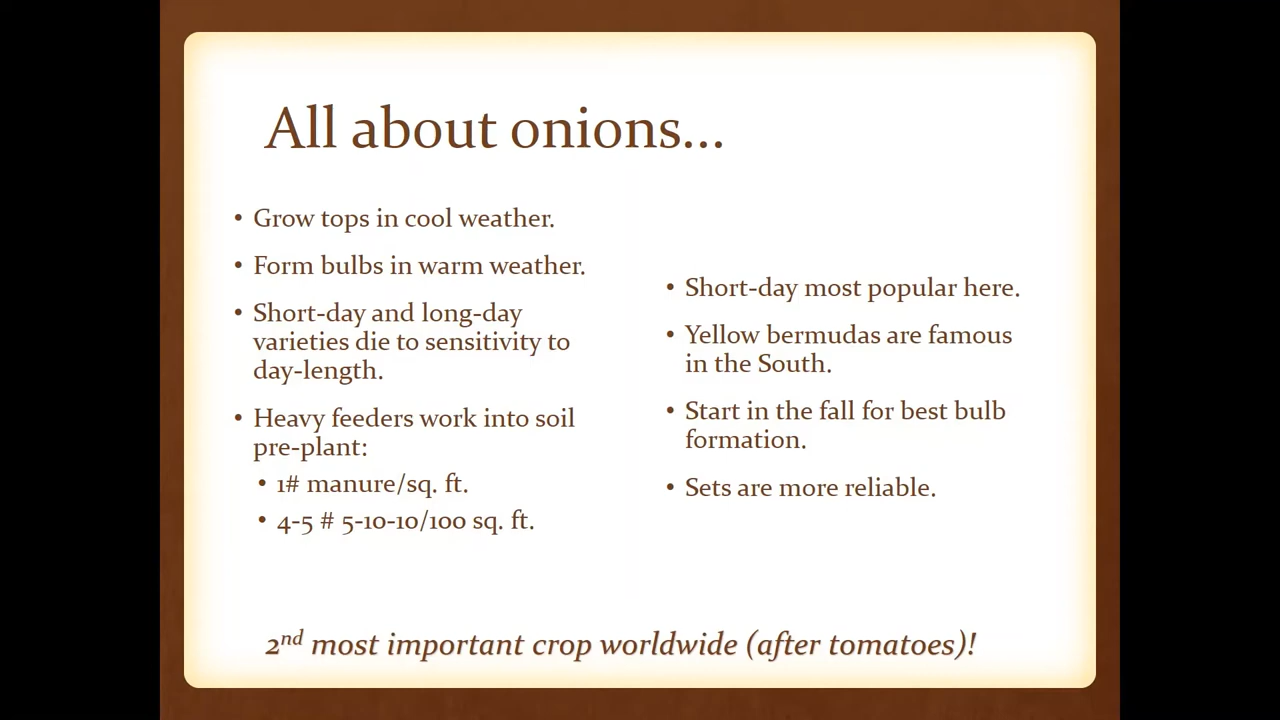 All about onions...
• Grow tops in cool weather.
• Form bulbs in warm weather.
• Short-day and long-day
varieties die to sensitivity to
day-length.
• Heavy feeders work into soil
pre-plant:
• 1# manure/sq. ft.
• 4-5 # 5-10-10/100 sq. ft.
• Short-day most popular here.
• Yellow bermudas are famous
in the South.
• Start in the fall for best bulb
formation.
• Sets are more reliable.
2nd most important crop worldwide (after tomatoes)!